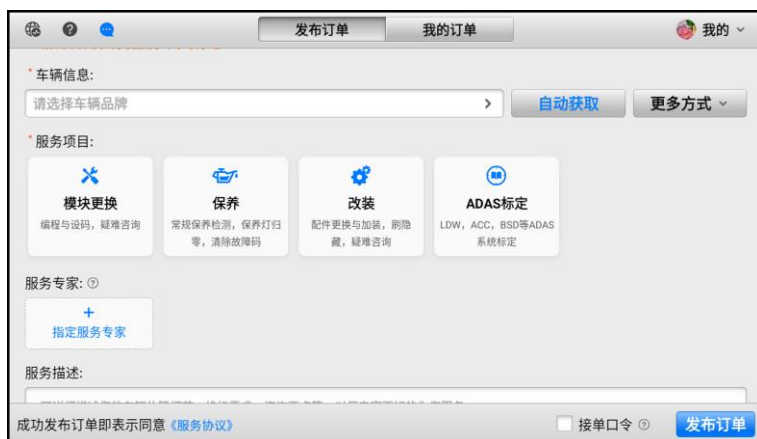 发布订单 我的订单 我的
*车辆信息:
请选择车辆品牌 > 自动获取 更多方式
*服务项目:
模块更换 保养 改装 ADAS标定
编程与设码，疑难咨询 常规保养检测，保养灯归 配件更换与加装，刷隐 LDW，ACC，BSD等ADAS
零，清除故障码 藏，疑难咨询 系统标定
服务专家:
+
指定服务专家
服务描述:
成功发布订单即表示同意《服务协议》 接单口令 发布订单